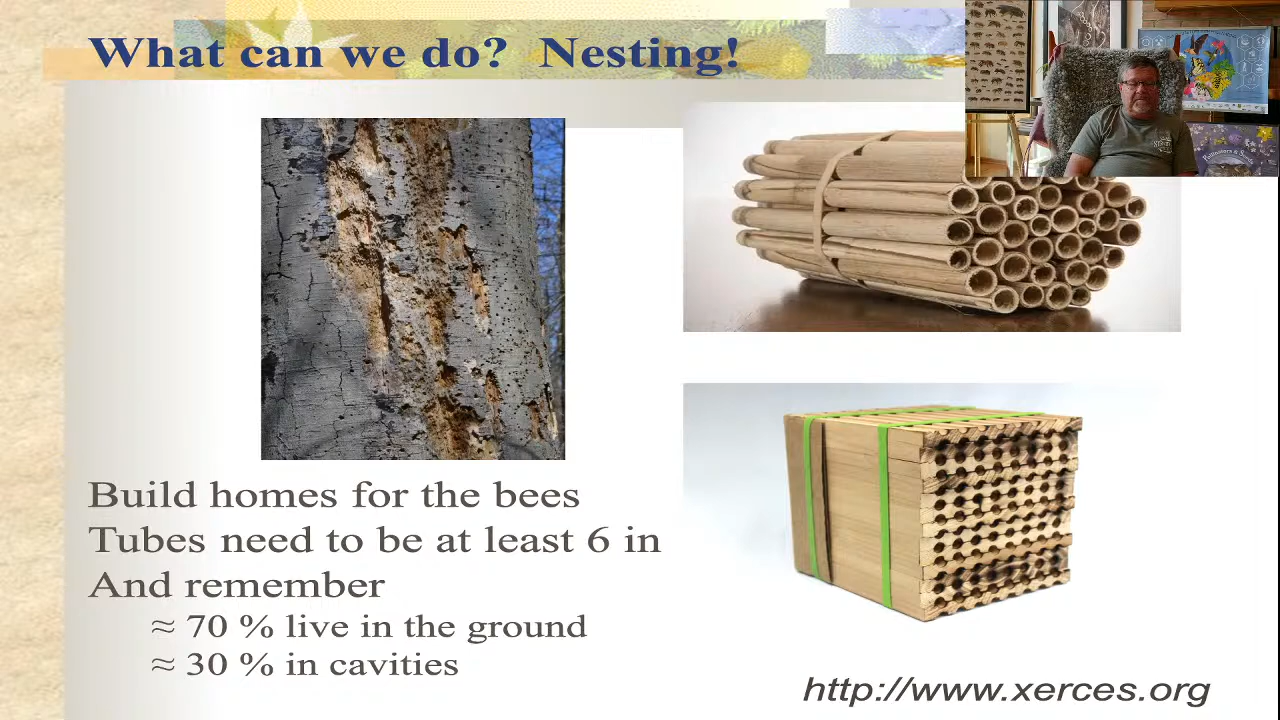 What can we do? Nesting!
Build homes for the bees
Tubes need to be at least 6 in
And remember
≈ 70 % live in the ground
≈ 30 % in cavities
http://www.xerces.org